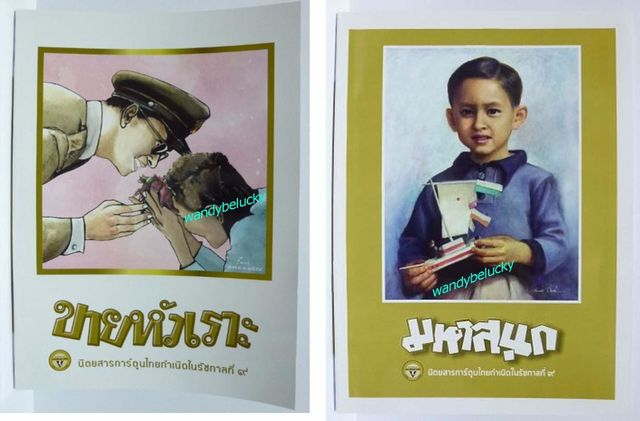 wandybelucky
ขายหัวเราะ
นิตยสารการ์ตูนไทยกำเนิดในรัชกาลที่ ๙
wandybelucky
มหาสนุก
นิตยสารการ์ตูนไทยกำเนิดในรัชกาลที่ ๙